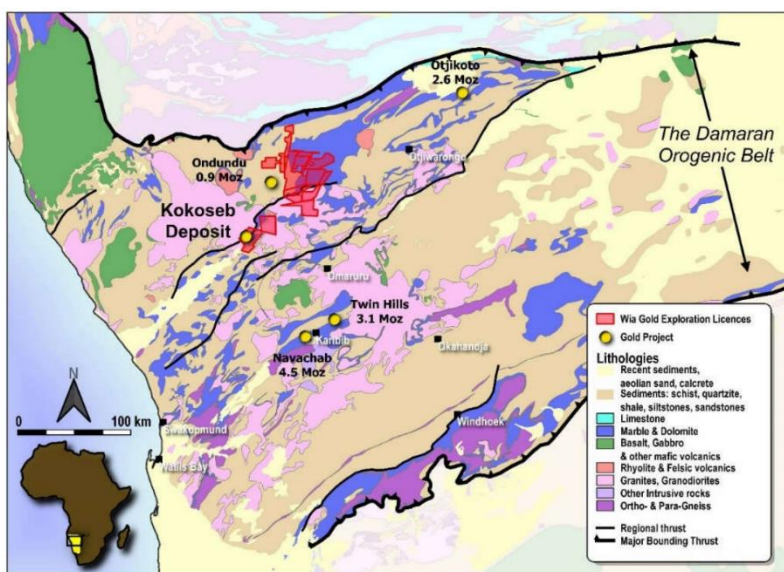 Otjikoto
2.6 Moz
The Damaran
Orogenic Belt
Otjiwarongo
Ondundu
0.9 Moz
Kokoseb
Deposit
Omaruru
Twin Hills
3.1 Moz
Karibib
Okahandja
Navachab
4.5 Moz
Windhoek
Swakopmund
Walvis Bay
N
0 100 km
Wia Gold Exploration Licences
Gold Project
Lithologies
Recent sediments,
aeolian sand, calcrete
Sediments: schist, quartzite,
shale, siltstones, sandstones
Limestone
Marble & Dolomite
Basalt, Gabbro
& other mafic volcanics
Rhyolite & Felsic volcanics
Granites, Granodiorites
Other Intrusive rocks
Ortho- & Para-Gneiss
Regional thrust
Major Bounding Thrust